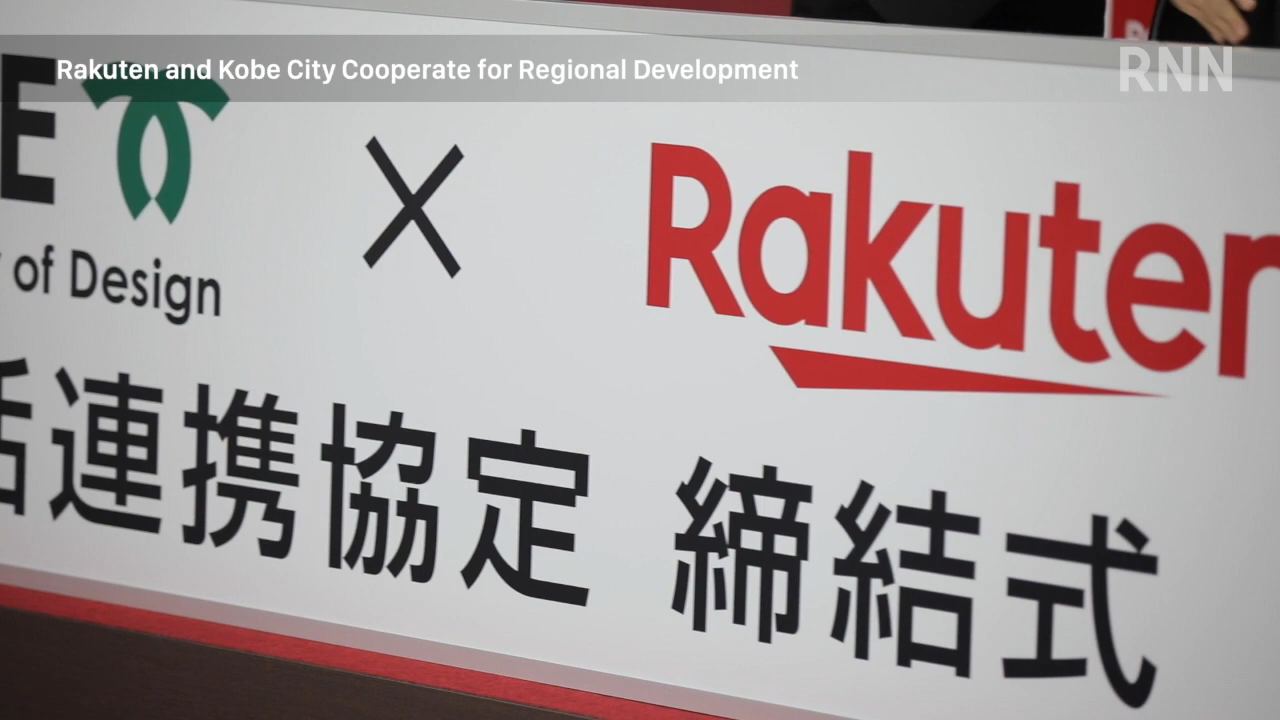 Rakuten and Kobe City Cooperate for Regional Development
RNN
E × Rakuten
of Design
括連携協定 締結式